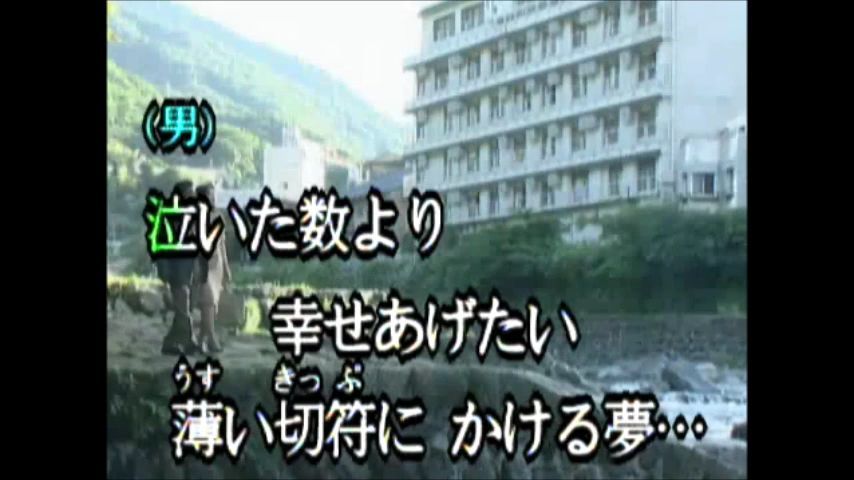 (男)
泣いた数より
幸せあげたい
うす きっぷ
薄い切符に かける夢…